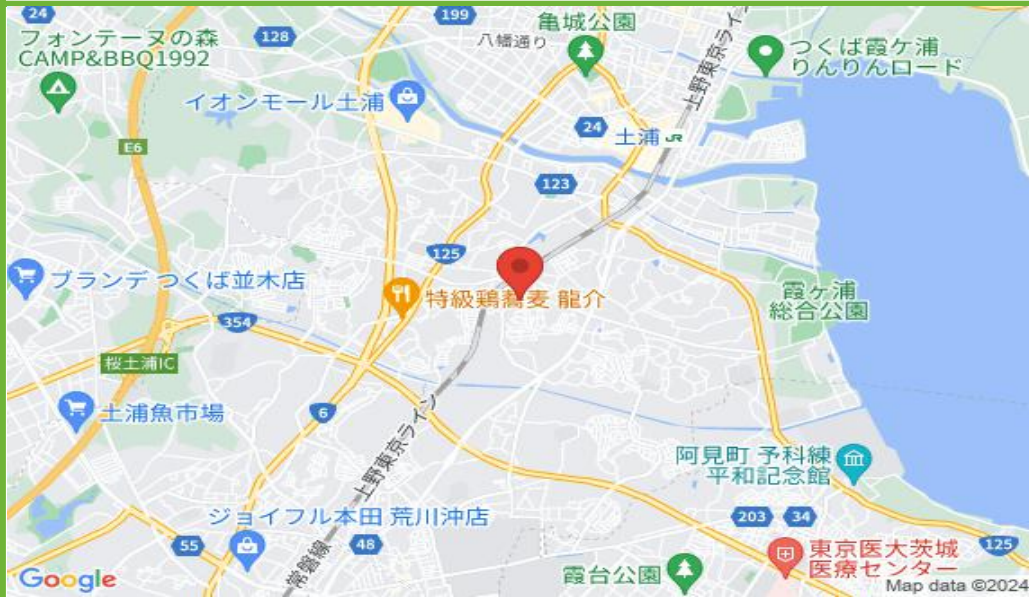 24
199
フォンテーヌの森
CAMP&BBQ1992
128
八幡通り
亀城公園
上野東京ライン
つくば霞ケ浦
りんりんロード
イオンモール土浦
24
土浦 JR
E6
123
125
ブランデ つくば並木店
特級鶏蕎麦 龍介
霞ヶ浦
総合公園
354
桜土浦IC
土浦魚市場
6
上野東京ライン
阿見町 予科練
平和記念館
ジョイフル本田 荒川沖店
203
34
55
48
125
常磐線
霞台公園
東京医大茨城
医療センター
Google
Map data ©2024